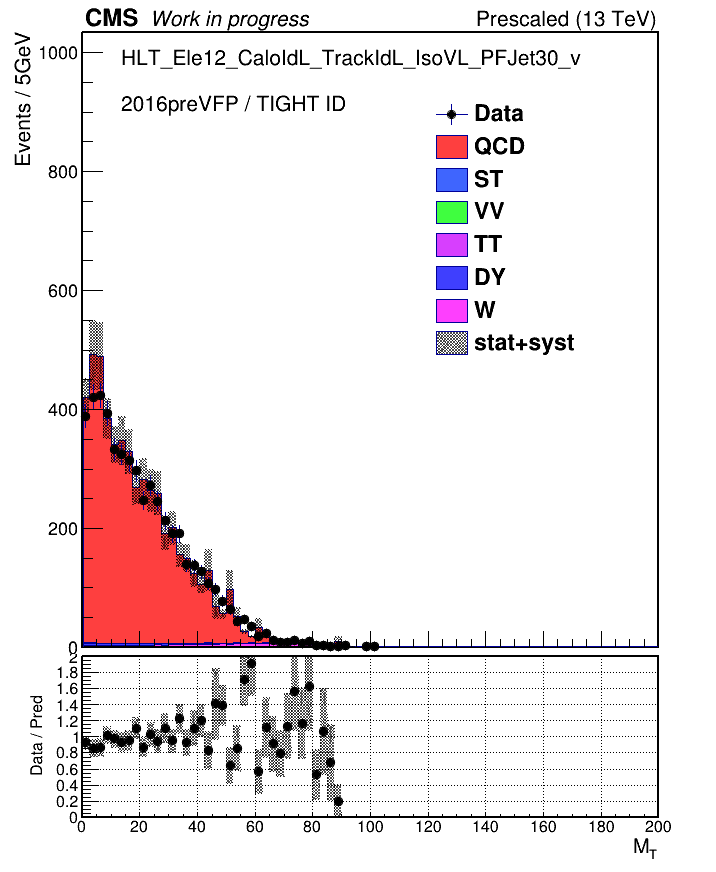 CMS Work in progress Prescaled (13 TeV)
Events / 5GeV
HLT_Ele12_CaloIdL_TrackIdL_IsoVL_PFJet30_v
2016preVFP / TIGHT ID
Data
QCD
ST
VV
TT
DY
W
stat+syst
1000
800
600
400
200
0
Data / Pred
2
1.8
1.6
1.4
1.2
1
0.8
0.6
0.4
0.2
0
0 20 40 60 80 100 120 140 160 180 200
M_T